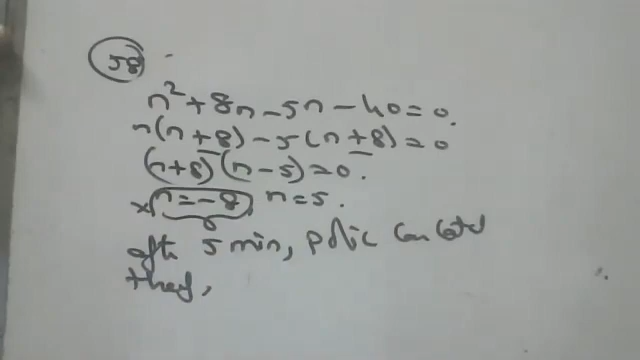 58
n²+8n-5n-40=0.
n(n+8)-5(n+8)=0
(n+8)(n-5)=0.
x n=-8 n=5.
after 5 min, police can catch
thief,